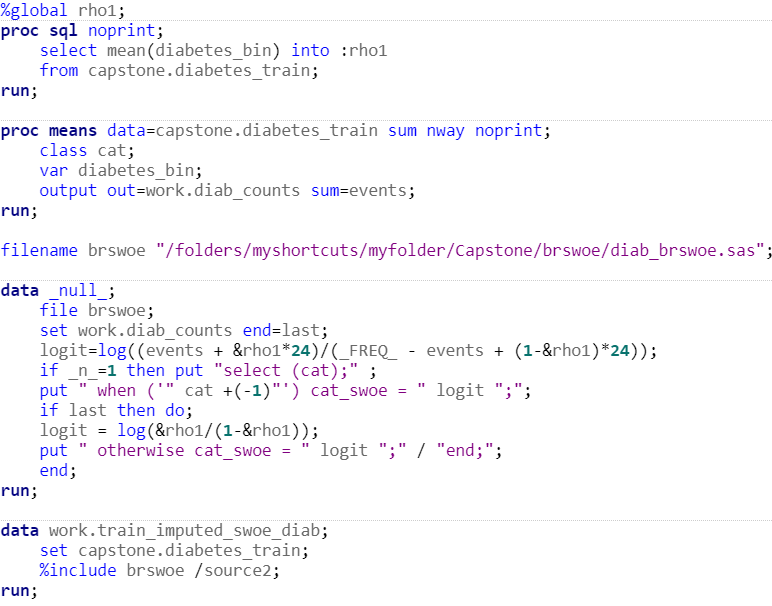 %global rho1;
proc sql noprint;
    select mean(diabetes_bin) into :rho1
    from capstone.diabetes_train;
run;

proc means data=capstone.diabetes_train sum nway noprint;
    class cat;
    var diabetes_bin;
    output out=work.diab_counts sum=events;
run;

filename brswoe "/folders/myshortcuts/myfolder/Capstone/brswoe/diab_brswoe.sas";

data _null_;
    file brswoe;
    set work.diab_counts end=last;
    logit=log((events + &rho1*24)/(_FREQ_ - events + (1-&rho1)*24));
    if _n_=1 then put "select (cat);" ;
    put " when ('" cat +(-1)"') cat_swoe = " logit ";";
    if last then do;
    logit = log(&rho1/(1-&rho1));
    put " otherwise cat_swoe = " logit ";" / "end;";
    end;
run;

data work.train_imputed_swoe_diab;
    set capstone.diabetes_train;
    %include brswoe /source2;
run;